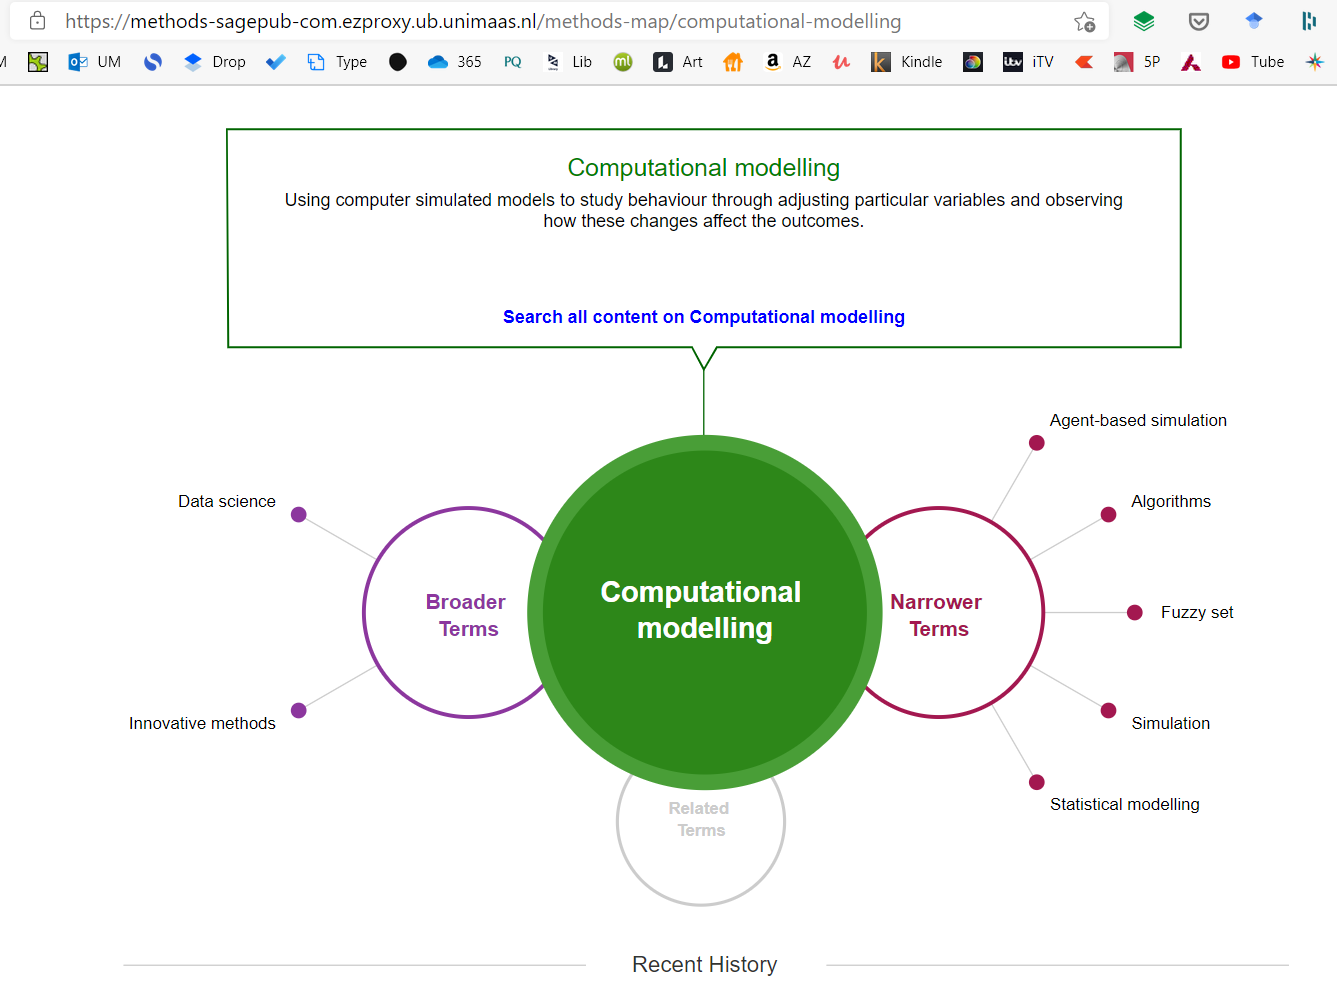 https://methods-sagepub-com.ezproxy.ub.unimaas.nl/methods-map/computational-modelling
UM Drop Type 365 PQ Lib ml Art a AZ Kindle itv iTV 5P Tube
Computational modelling
Using computer simulated models to study behaviour through adjusting particular variables and observing
how these changes affect the outcomes.
Search all content on Computational modelling
Agent-based simulation
Data science
Algorithms
Broader
Terms
Computational
modelling
Narrower
Terms
Fuzzy set
Innovative methods
Simulation
Statistical modelling
Related
Terms
Recent History